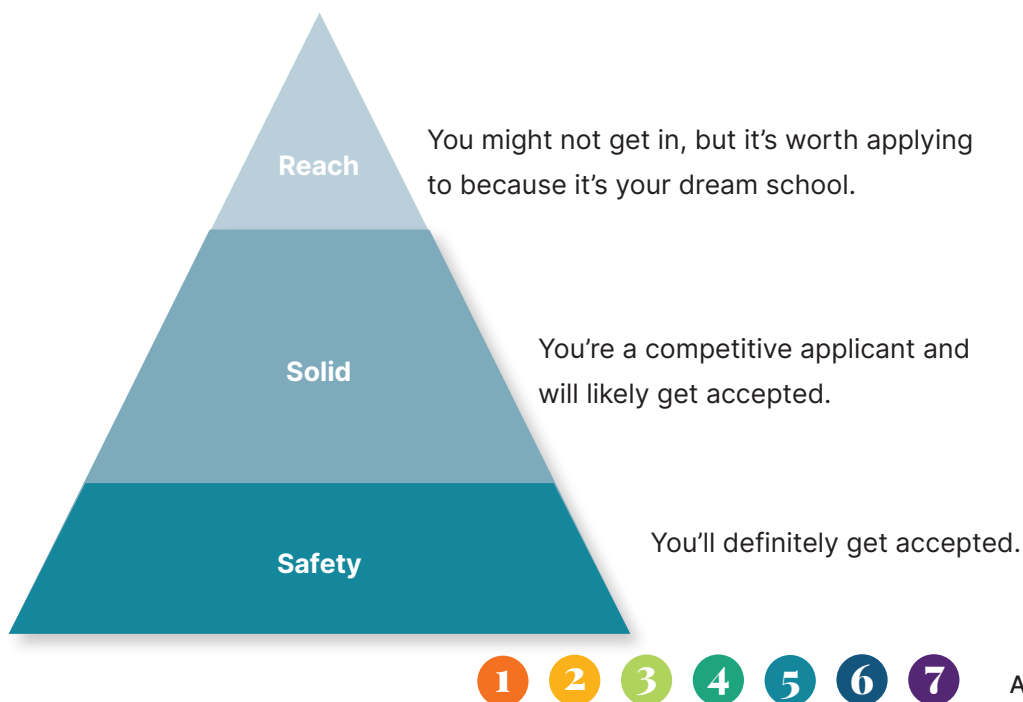 Reach
You might not get in, but it’s worth applying
to because it’s your dream school.
Solid
You’re a competitive applicant and
will likely get accepted.
Safety
You’ll definitely get accepted.
1 2 3 4 5 6 7
A